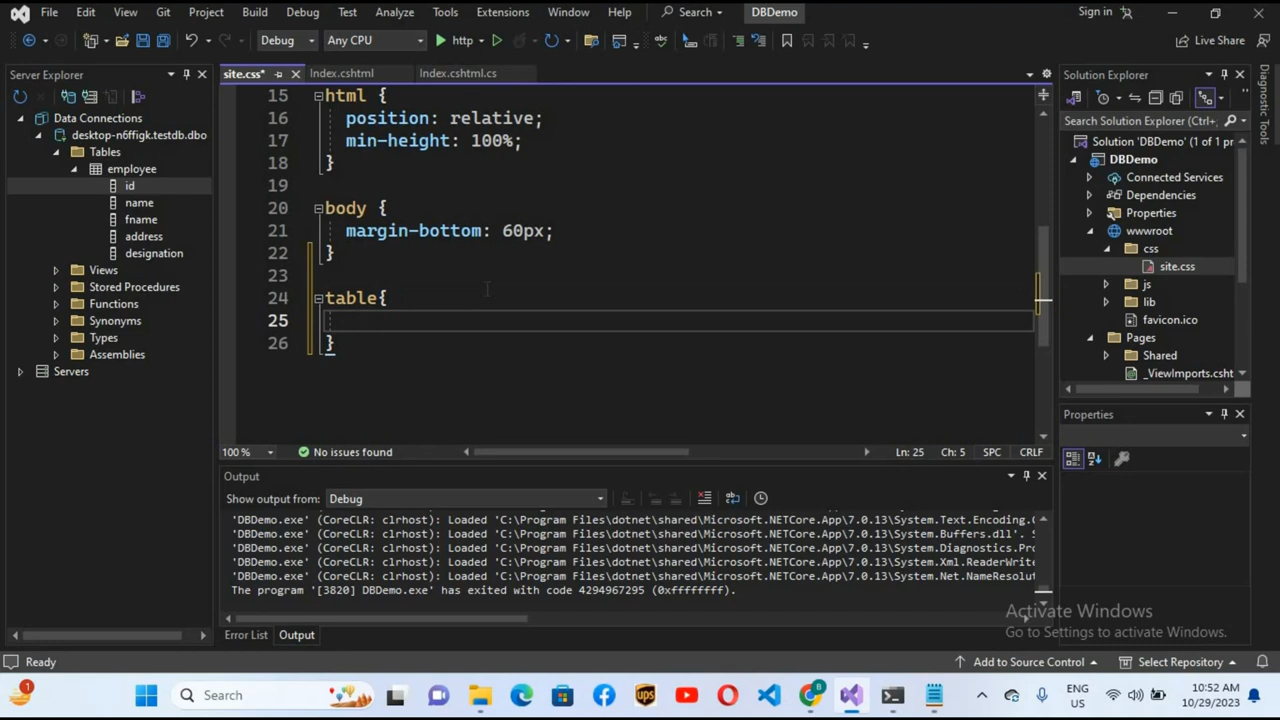 File Edit View Git Project Build Debug Test Analyze Tools Extensions Window Help Search DBDemo Sign in
Debug Any CPU http Live Share
Server Explorer
Data Connections
desktop-n6ffigk.testdb.dbo
Tables
employee
id
name
fname
address
designation
Views
Stored Procedures
Functions
Synonyms
Types
Assemblies
Servers
site.css* Index.cshtml Index.cshtml.cs
15 html {
16 position: relative;
17 min-height: 100%;
18 }
19
20 body {
21 margin-bottom: 60px;
22 }
23
24 table{
25
26 }
100 % No issues found Ln: 25 Ch: 5 SPC CRLF
Output
Show output from: Debug
'DBDemo.exe' (CoreCLR: clrhost): Loaded 'C:\Program Files\dotnet\shared\Microsoft.NETCore.App\7.0.13\System.Text.Encoding.
'DBDemo.exe' (CoreCLR: clrhost): Loaded 'C:\Program Files\dotnet\shared\Microsoft.NETCore.App\7.0.13\System.Buffers.dll'. S
'DBDemo.exe' (CoreCLR: clrhost): Loaded 'C:\Program Files\dotnet\shared\Microsoft.NETCore.App\7.0.13\System.Diagnostics.Pro
'DBDemo.exe' (CoreCLR: clrhost): Loaded 'C:\Program Files\dotnet\shared\Microsoft.NETCore.App\7.0.13\System.Xml.ReaderWrite
'DBDemo.exe' (CoreCLR: clrhost): Loaded 'C:\Program Files\dotnet\shared\Microsoft.NETCore.App\7.0.13\System.Net.NameResolut
The program '[3820] DBDemo.exe' has exited with code 4294967295 (0xffffffff).
Error List Output
Solution Explorer
Search Solution Explorer (Ctrl+
Solution 'DBDemo' (1 of 1 pr
DBDemo
Connected Services
Dependencies
Properties
wwwroot
css
site.css
js
lib
favicon.ico
Pages
Shared
_ViewImports.csht
Properties
Diagnostic Tools
Activate Windows
Go to Settings to activate Windows.
Ready Add to Source Control Select Repository
1 Search ups B ENG
US
10:52 AM
10/29/2023